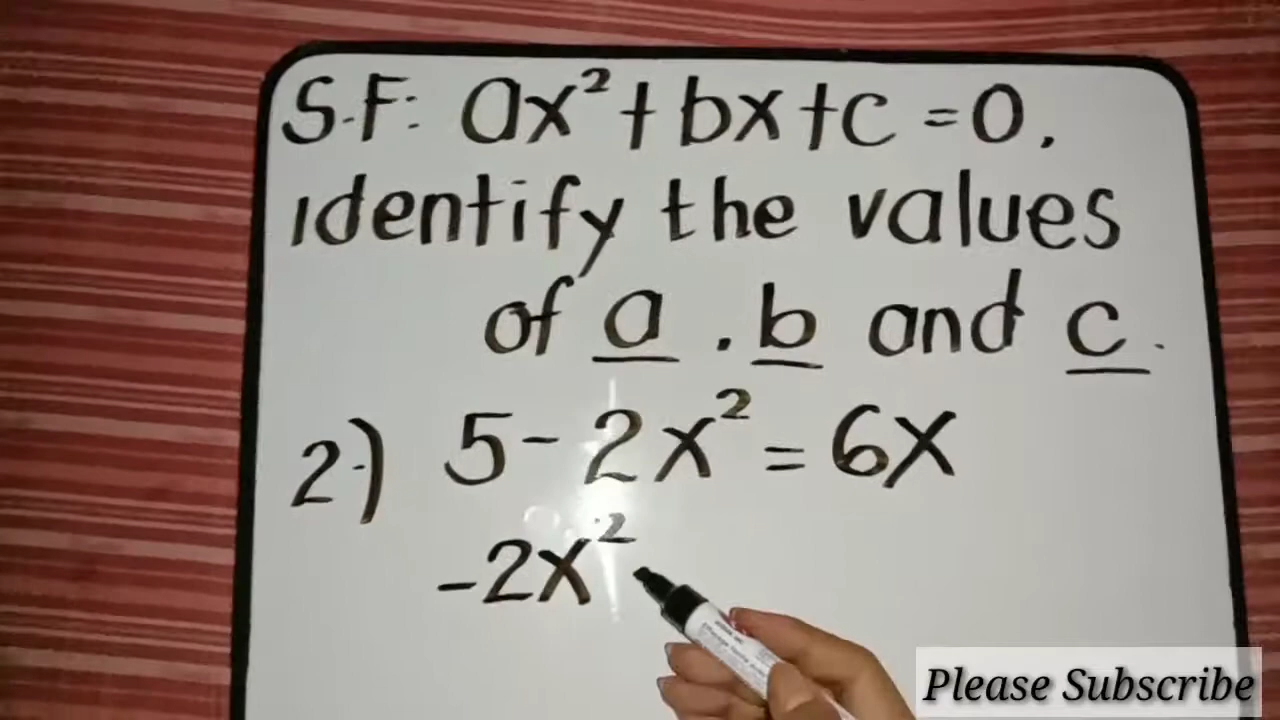 S.F: ax² + bx + c = 0,
identify the values
of a , b and c .
2.) 5 - 2x² = 6x
-2x²
Please Subscribe